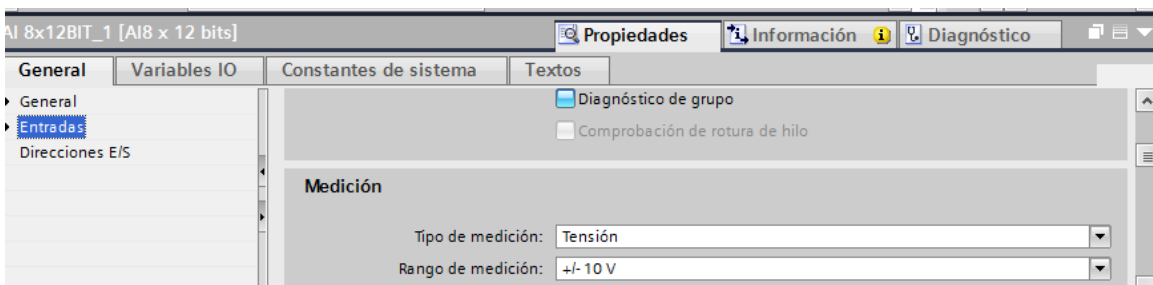 AI 8x12BIT_1 [AI8 x 12 bits]
Propiedades
Información
Diagnóstico
General
Variables IO
Constantes de sistema
Textos
General
Entradas
Direcciones E/S
Diagnóstico de grupo
Comprobación de rotura de hilo
Medición
Tipo de medición: Tensión
Rango de medición: +/- 10 V